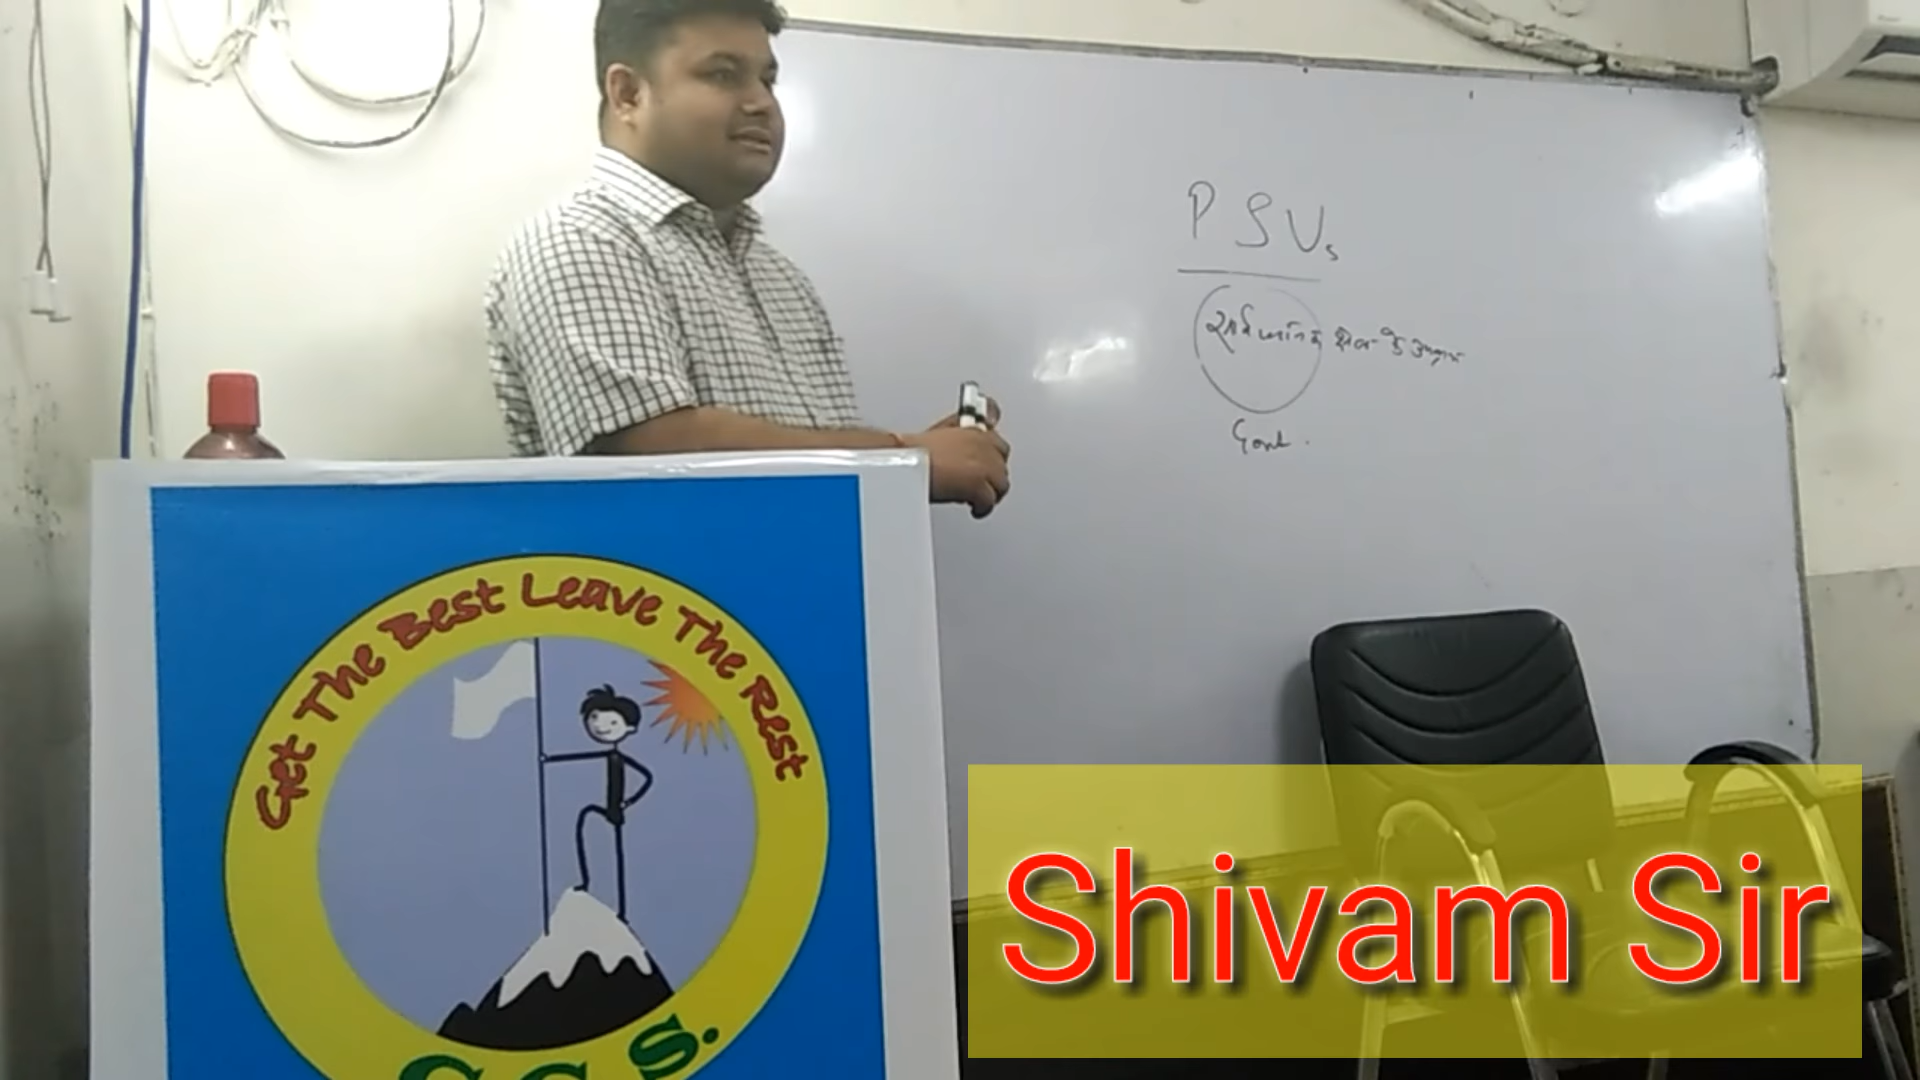 PSUs
सार्वजनिक क्षेत्र के उपक्रम
Govt.
Get The Best Leave The Rest
Shivam Sir